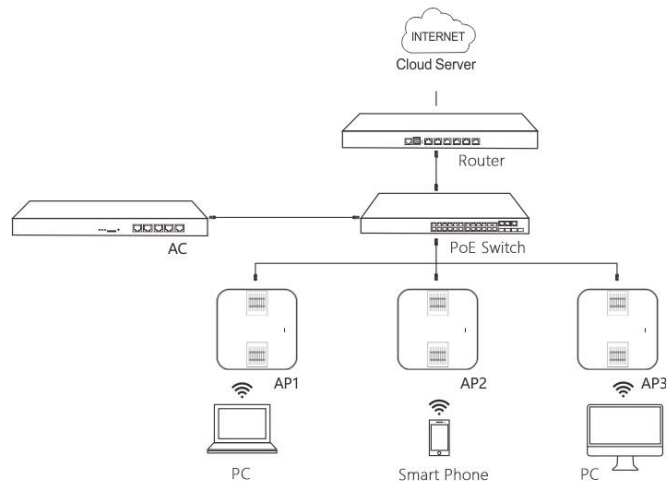 INTERNET
Cloud Server
Router
AC
PoE Switch
AP1
AP2
AP3
PC
Smart Phone
PC